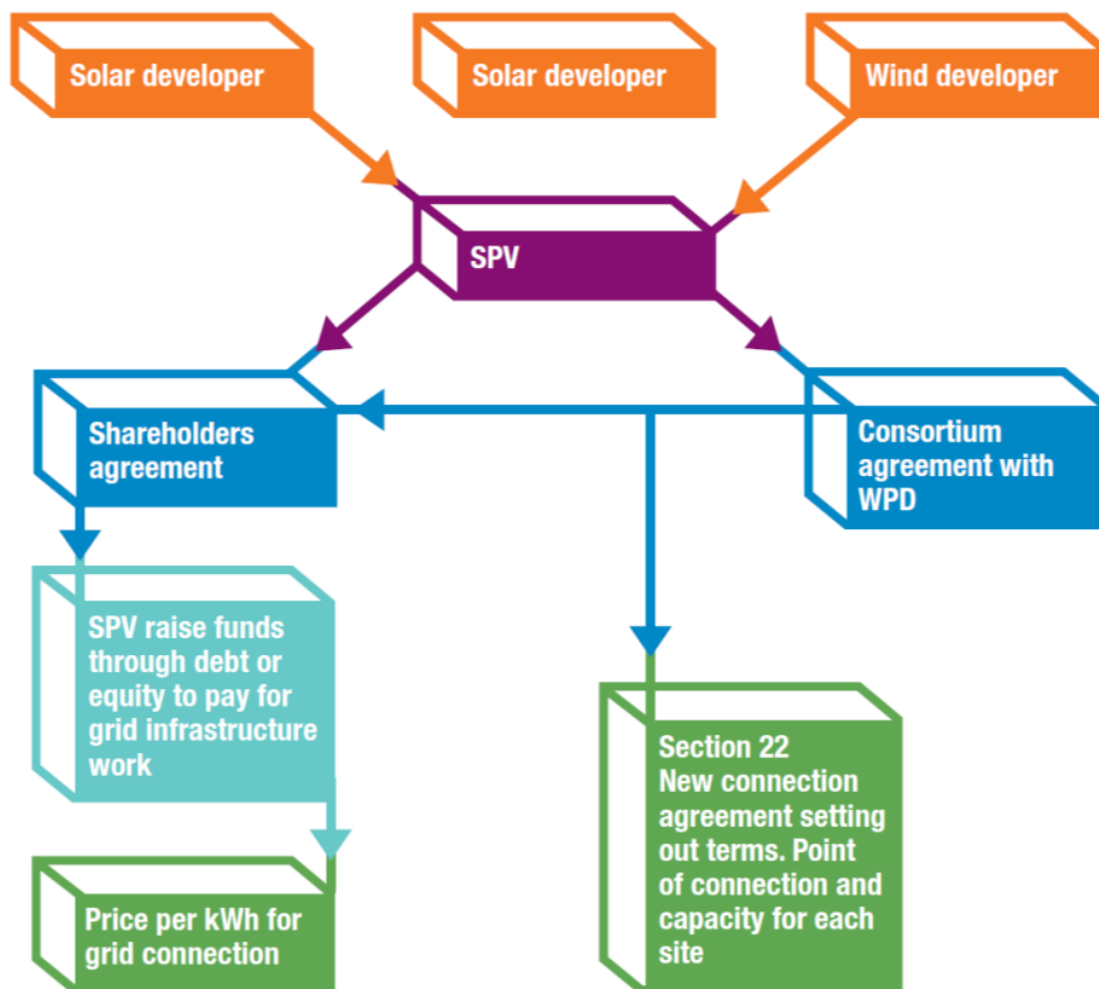 Solar developer
Solar developer
Wind developer
SPV
Shareholders
agreement
Consortium
agreement with
WPD
SPV raise funds
through debt or
equity to pay for
grid infrastructure
work
Section 22
New connection
agreement setting
out terms. Point
of connection and
capacity for each
site
Price per kWh for
grid connection